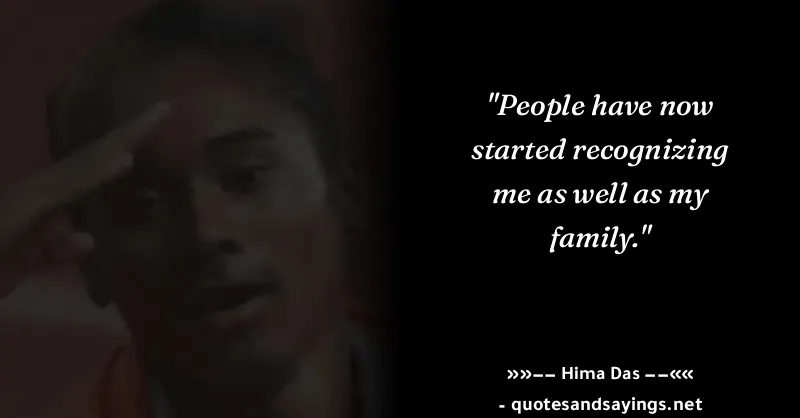 "People have now
started recognizing
me as well as my
family."
»»−− Hima Das −−««
- quotesandsayings.net